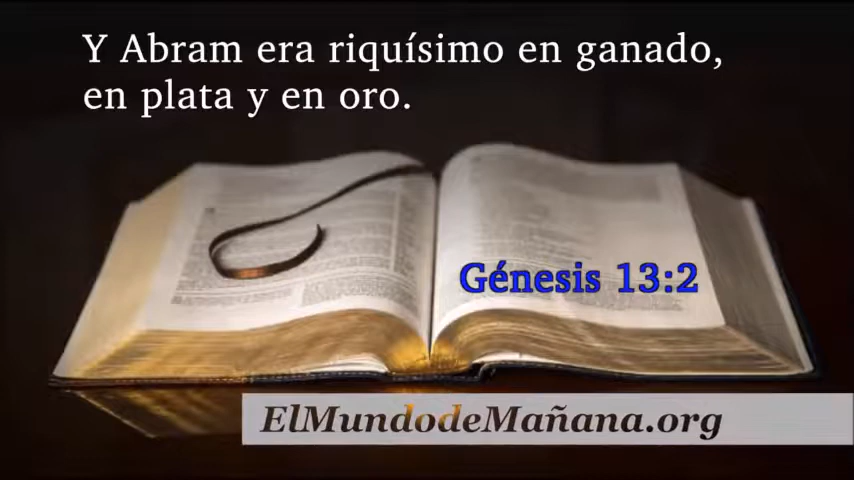 Y Abram era riquísimo en ganado,
en plata y en oro.
Génesis 13:2
ElMundodeMañana.org